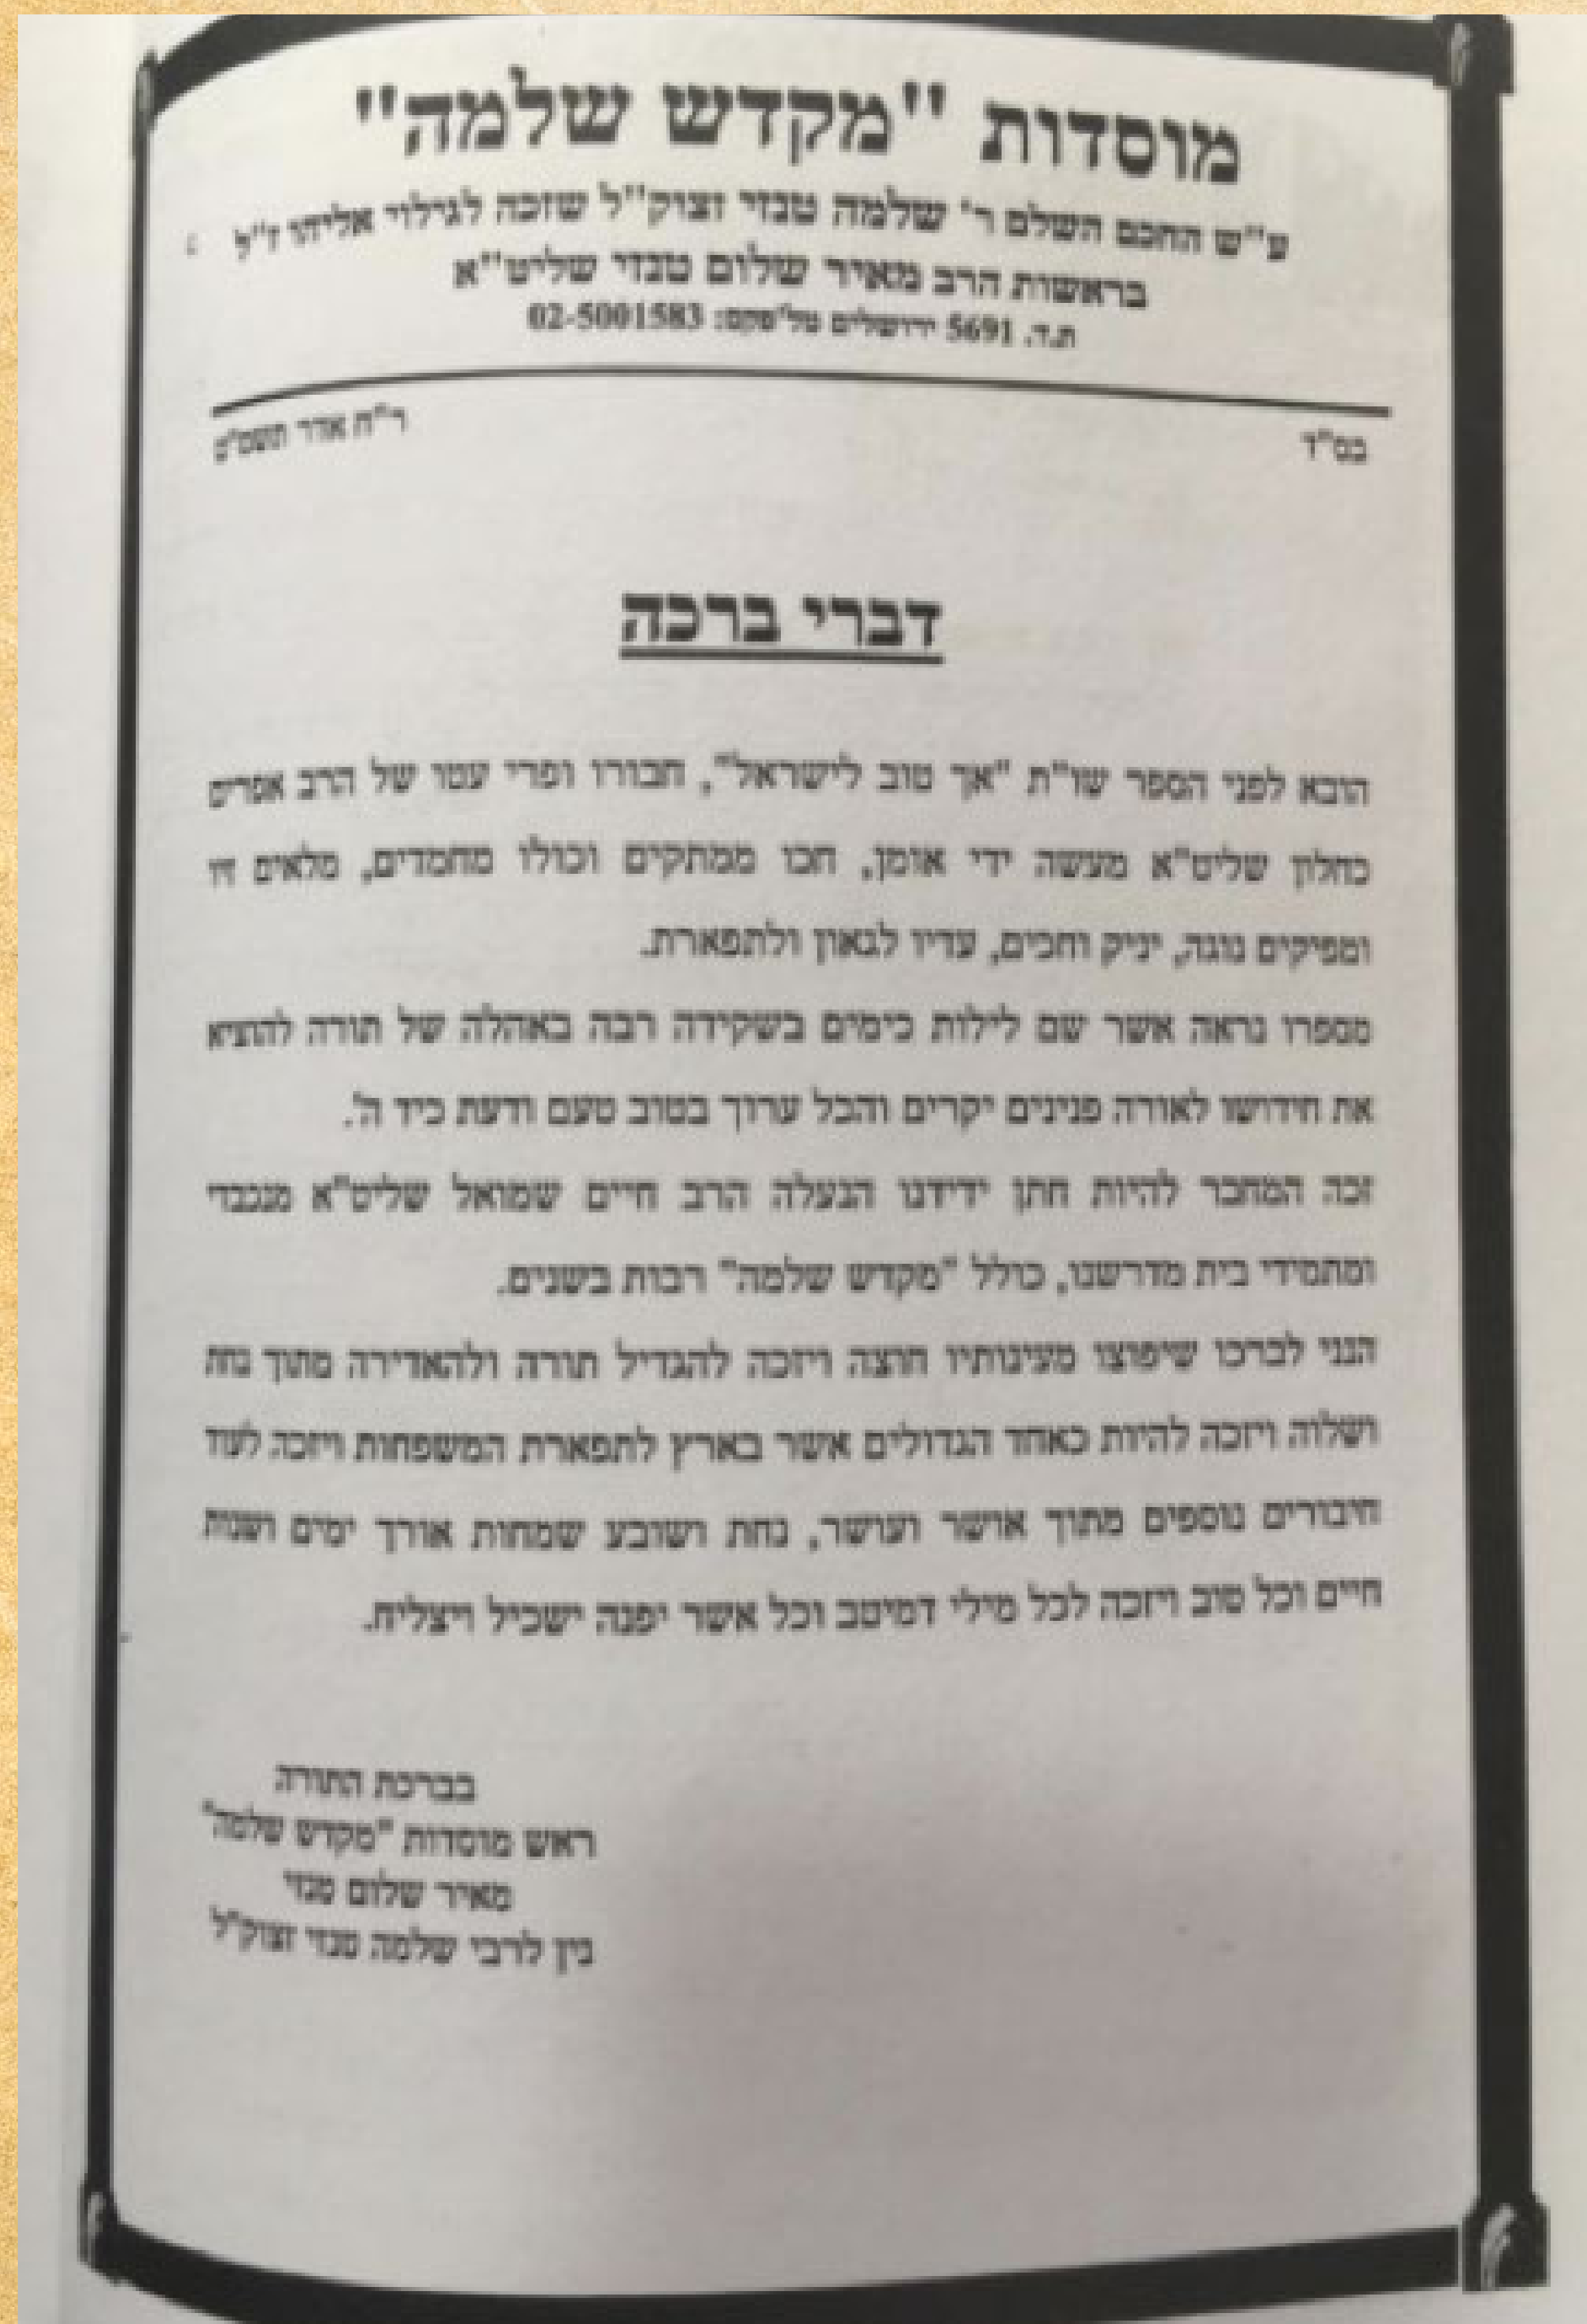 מוסדות "מקדש שלמה"
ע"ש החכם השלם ר' שלמה טנזי זצוק"ל שזכה לגילוי אליהו ז"ל
בראשות הרב מאיר שלום טנזי שליט"א
ת.ד. 5691 ירושלים טל'פקס: 02-5001583
בס"ד
ר"ח אדר תשס"ט
דברי ברכה
הובא לפני הספר שו"ת "אך טוב לישראל", חבורו ופרי עטו של הרב אפרים
כחלון שליט"א מעשה ידי אומן, חכו ממתקים וכולו מחמדים, מלאים זיו
ומפיקים נוגה, יניק וחכים, עדיו לגאון ולתפארת.
מספרו נראה אשר שם לילות כימים בשקידה רבה באהלה של תורה להוציא
את חידושו לאורה פנינים יקרים והכל ערוך בטוב טעם ודעת כיד ה'.
זכה המחבר להיות חתן ידידנו הנעלה הרב חיים שמואל שליט"א מנכבדי
ומתמידי בית מדרשנו, כולל "מקדש שלמה" רבות בשנים.
הנני לברכו שיפוצו מעינותיו חוצה ויזכה להגדיל תורה ולהאדירה מתוך נחת
ושלוה ויזכה להיות כאחד הגדולים אשר בארץ לתפארת המשפחות ויזכה לעוד
חיבורים נוספים מתוך אושר ועושר, נחת ושובע שמחות אורך ימים ושנות
חיים וכל טוב ויזכה לכל מילי דמיטב וכל אשר יפנה ישכיל ויצליח.
בברכת התורה
ראש מוסדות "מקדש שלמה"
מאיר שלום טנזי
נין לרבי שלמה טנזי זצוק"ל